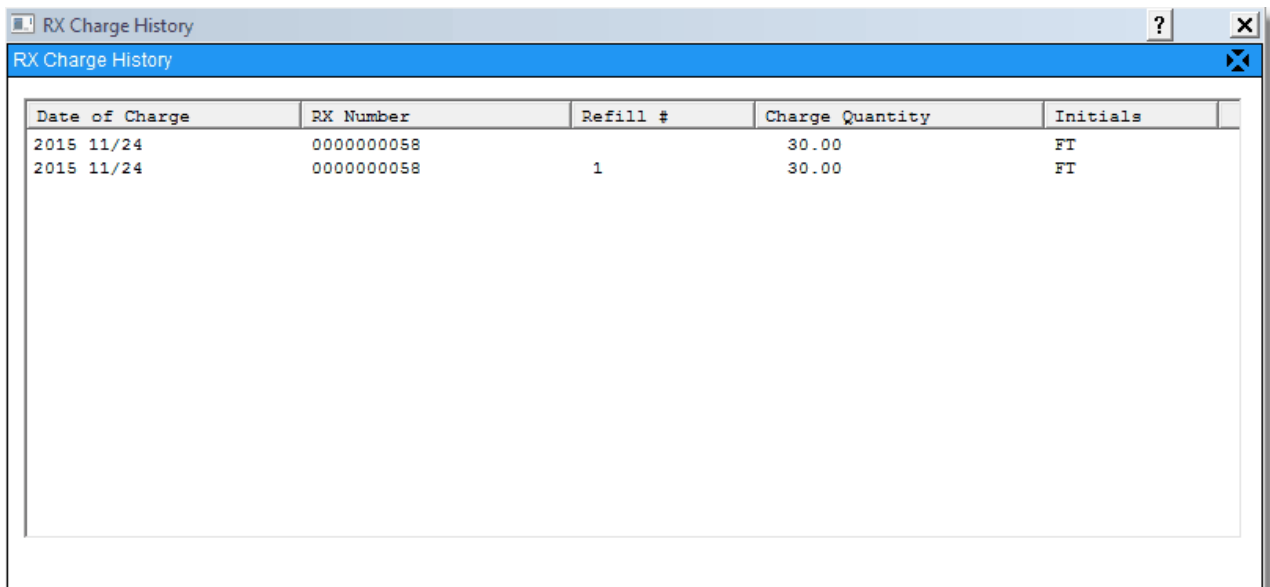 RX Charge History ?
RX Charge History
Date of Charge RX Number Refill # Charge Quantity Initials
2015 11/24 0000000058 30.00 FT
2015 11/24 0000000058 1 30.00 FT